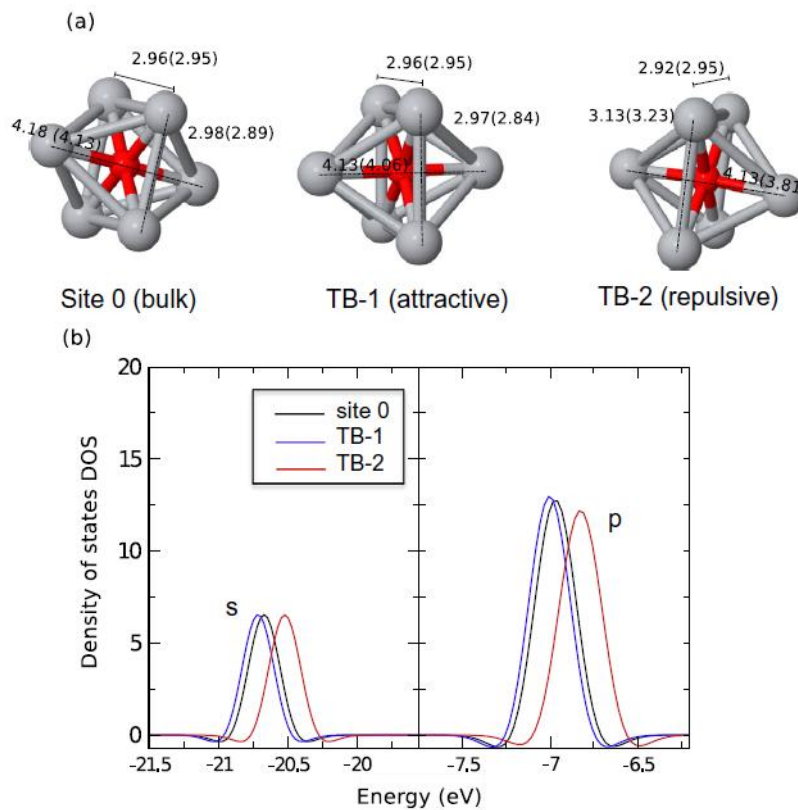 (a)
2.96(2.95)
4.18 (4.13)
2.98(2.89)
2.96(2.95)
2.97(2.84)
4.13(4.06)
2.92(2.95)
3.13(3.23)
4.13(3.81
Site 0 (bulk)
TB-1 (attractive)
TB-2 (repulsive)
(b)
20
15
10
5
0
Density of states DOS
site 0
TB-1
TB-2
s
p
-21.5 -21 -20.5 -20 -7.5 -7 -6.5
Energy (eV)